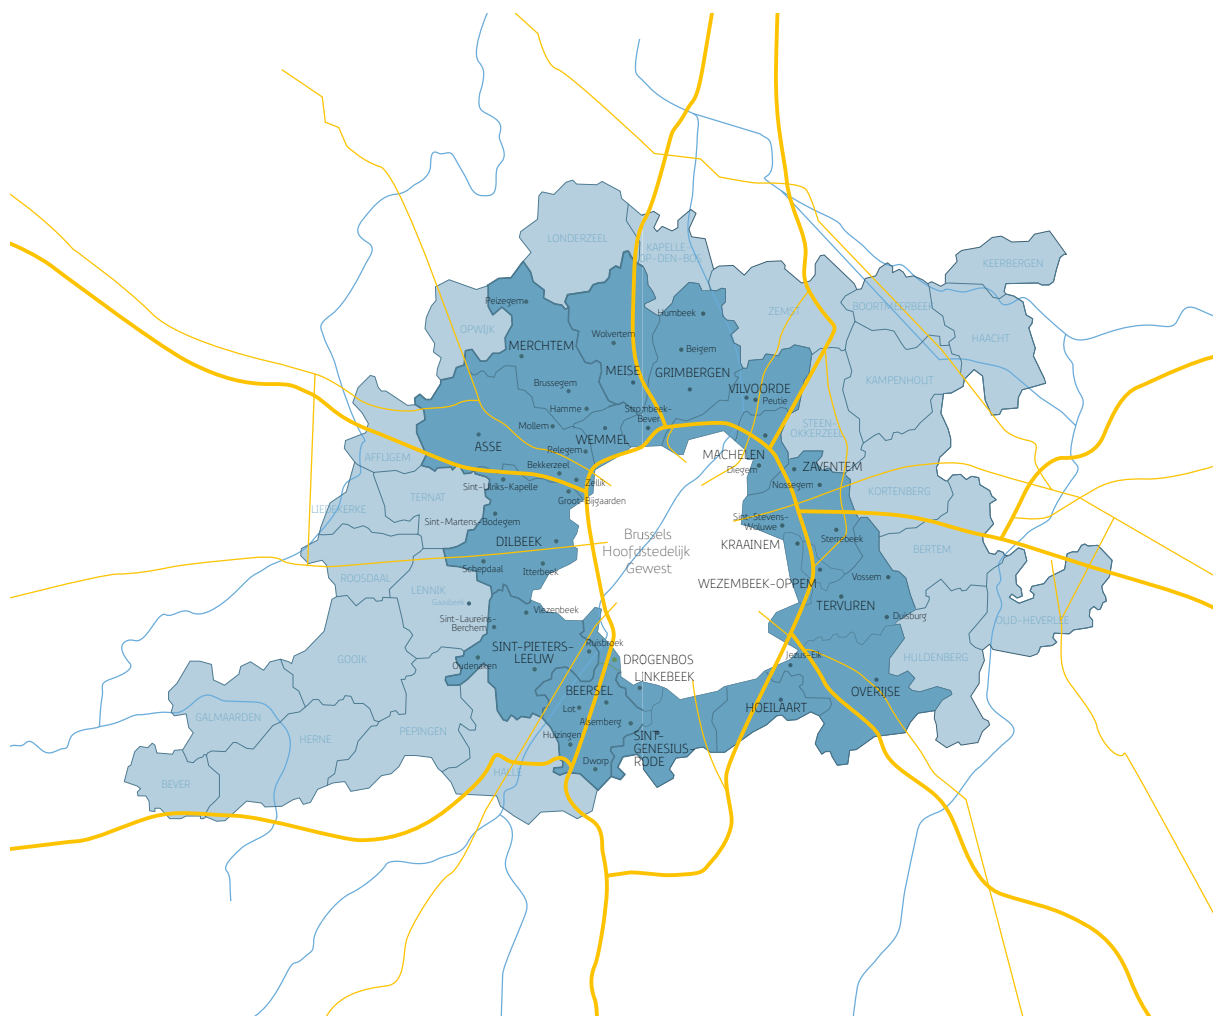 LONDERZEEL
KAPELLE-
OP-DEN-BOS
KEERBERGEN
Peizegem
Humbeek
ZEMST
BOORTMEERBEEK
OPWIJK
Wolvertem
HAACHT
MERCHTEM
Beigem
MEISE
GRIMBERGEN
KAMPENHOUT
Brussegem
VILVOORDE
Peutie
Hamme
Strombeek-
Bever
Mollem
STEEN-
OKKERZEEL
WEMMEL
ASSE
Relegem
MACHELEN
AFFLIGEM
Bekkerzeel
Diegem
ZAVENTEM
Sint-Ulriks-Kapelle
Zellik
Nossegem
KORTENBERG
TERNAT
Groot-Bijgaarden
LIEDEKERKE
Sint-Martens-Bodegem
Sint-Stevens-
Woluwe
Brussels
Hoofdstedelijk
Gewest
DILBEEK
KRAAINEM
Sterrebeek
BERTEM
Schepdaal
Itterbeek
ROOSDAAL
WEZEMBEEK-OPPEM
Vossem
LENNIK
Gaasbeek
Vlezenbeek
TERVUREN
Duisburg
Sint-Laureins-
Berchem
OUD-HEVERLEE
SINT-PIETERS-
LEEUW
Ruisbroek
GOOIK
Oudenaken
DROGENBOS
Jezus-Eik
HULDENBERG
LINKEBEEK
BEERSEL
OVERIJSE
Lot
HOEILAART
GALMAARDEN
Alsemberg
PEPINGEN
HERNE
Huizingen
SINT-
GENESIUS-
RODE
Dworp
HALLE
BEVER